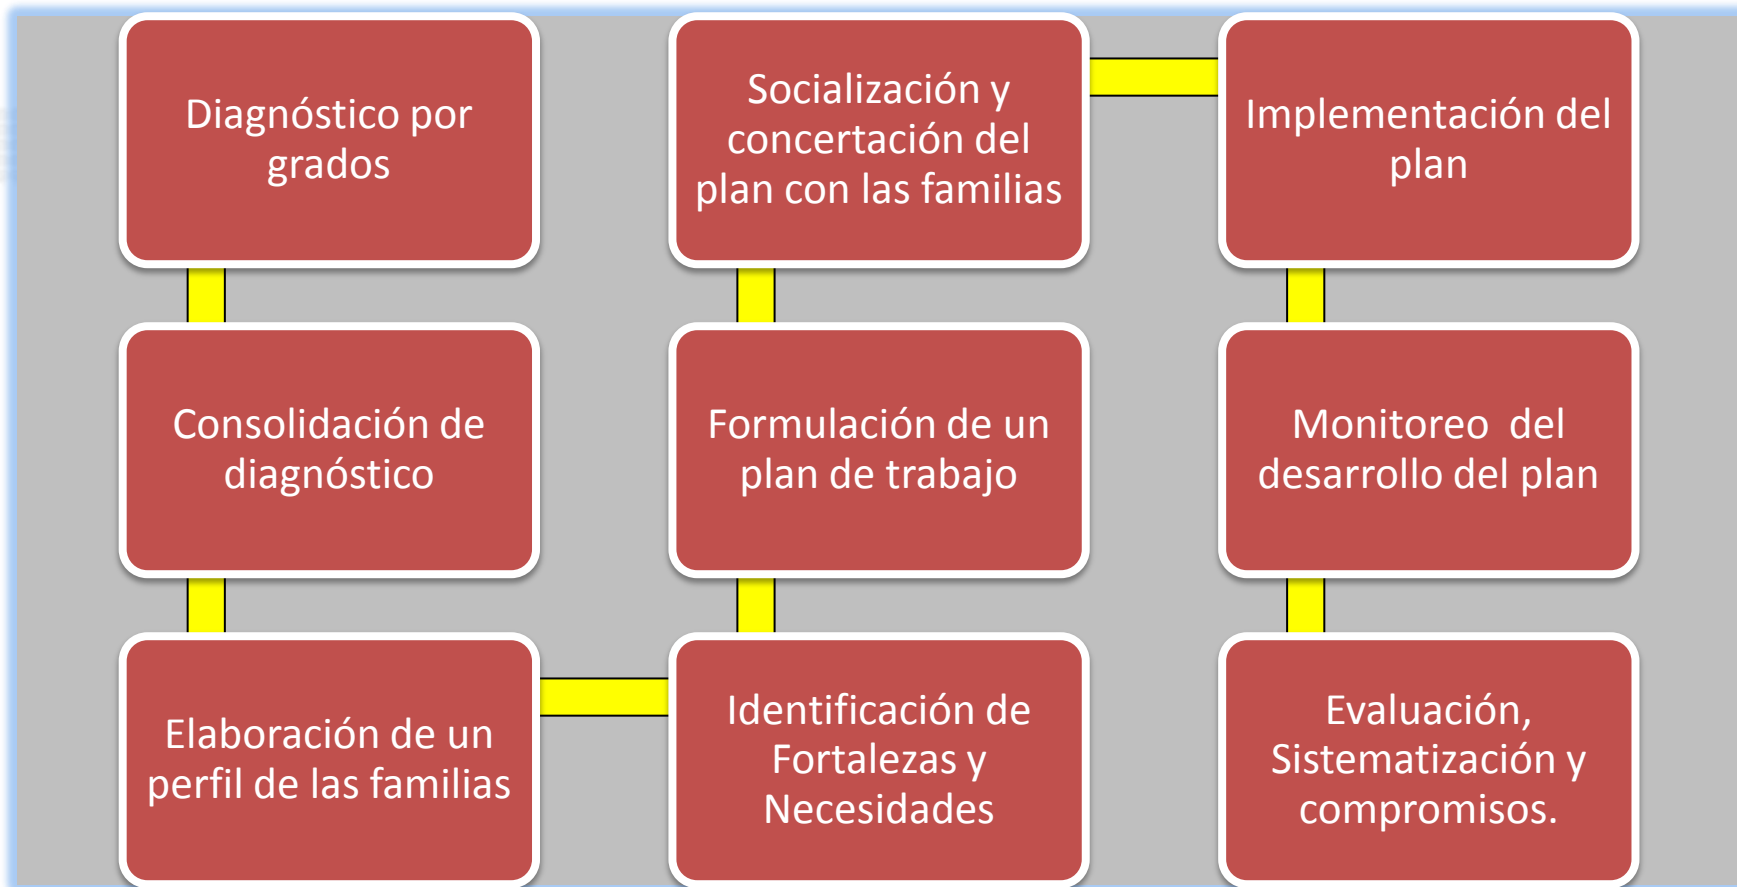 Diagnóstico por
grados
Consolidación de
diagnóstico
Elaboración de un
perfil de las familias
Identificación de
Fortalezas y
Necesidades
Formulación de un
plan de trabajo
Socialización y
concertación del
plan con las familias
Implementación del
plan
Monitoreo  del
desarrollo del plan
Evaluación,
Sistematización y
compromisos.